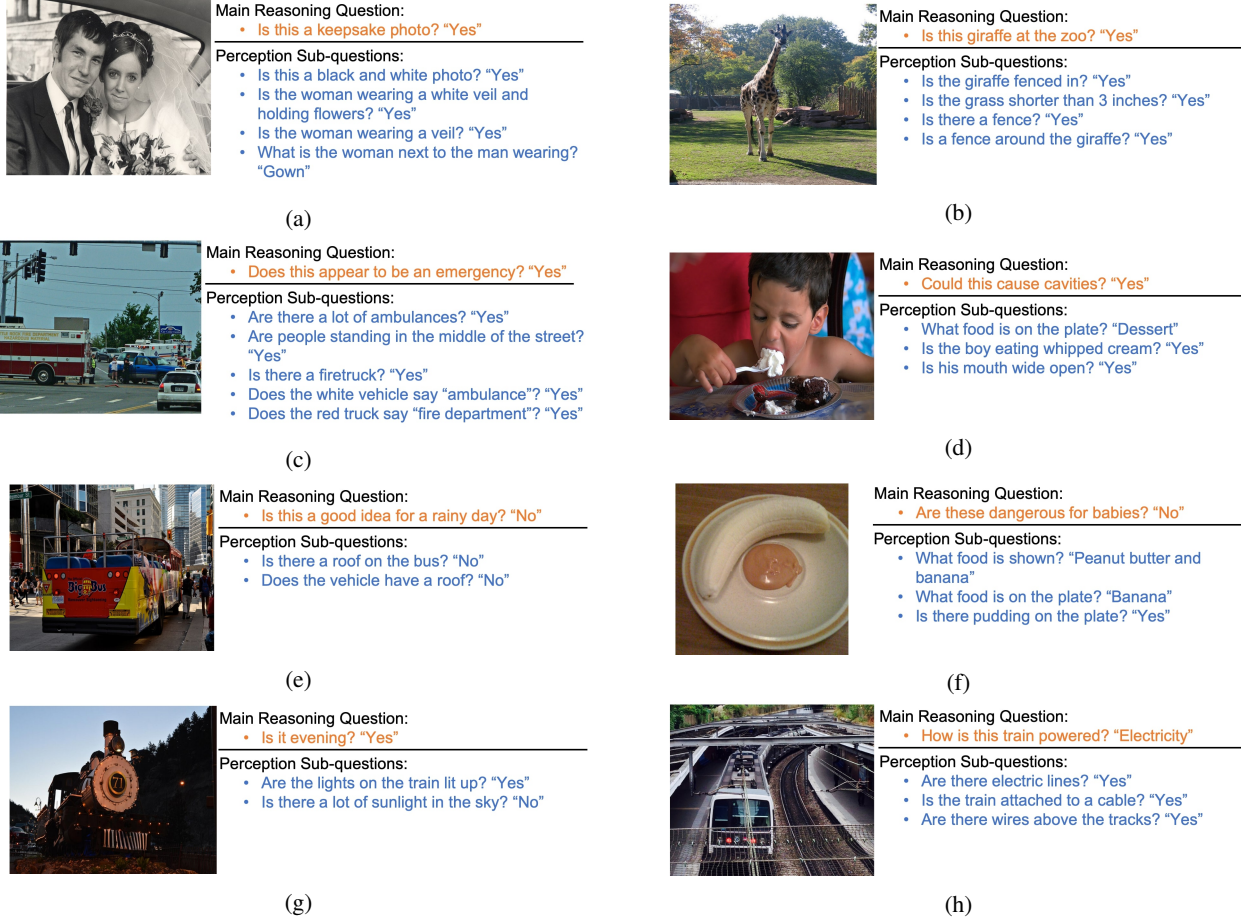 Main Reasoning Question:
• Is this a keepsake photo? “Yes”
Perception Sub-questions:
• Is this a black and white photo? “Yes”
• Is the woman wearing a white veil and
holding flowers? “Yes”
• Is the woman wearing a veil? “Yes”
• What is the woman next to the man wearing?
“Gown”
(a)
Main Reasoning Question:
• Is this giraffe at the zoo? “Yes”
Perception Sub-questions:
• Is the giraffe fenced in? “Yes”
• Is the grass shorter than 3 inches? “Yes”
• Is there a fence? “Yes”
• Is a fence around the giraffe? “Yes”
(b)
Main Reasoning Question:
• Does this appear to be an emergency? “Yes”
Perception Sub-questions:
• Are there a lot of ambulances? “Yes”
• Are people standing in the middle of the street?
“Yes”
• Is there a firetruck? “Yes”
• Does the white vehicle say “ambulance”? “Yes”
• Does the red truck say “fire department”? “Yes”
(c)
Main Reasoning Question:
• Could this cause cavities? “Yes”
Perception Sub-questions:
• What food is on the plate? “Dessert”
• Is the boy eating whipped cream? “Yes”
• Is his mouth wide open? “Yes”
(d)
Main Reasoning Question:
• Is this a good idea for a rainy day? “No”
Perception Sub-questions:
• Is there a roof on the bus? “No”
• Does the vehicle have a roof? “No”
Big Bus
(e)
Main Reasoning Question:
• Are these dangerous for babies? “No”
Perception Sub-questions:
• What food is shown? “Peanut butter and
banana”
• What food is on the plate? “Banana”
• Is there pudding on the plate? “Yes”
(f)
Main Reasoning Question:
• Is it evening? “Yes”
Perception Sub-questions:
• Are the lights on the train lit up? “Yes”
• Is there a lot of sunlight in the sky? “No”
71
(g)
Main Reasoning Question:
• How is this train powered? “Electricity”
Perception Sub-questions:
• Are there electric lines? “Yes”
• Is the train attached to a cable? “Yes”
• Are there wires above the tracks? “Yes”
(h)